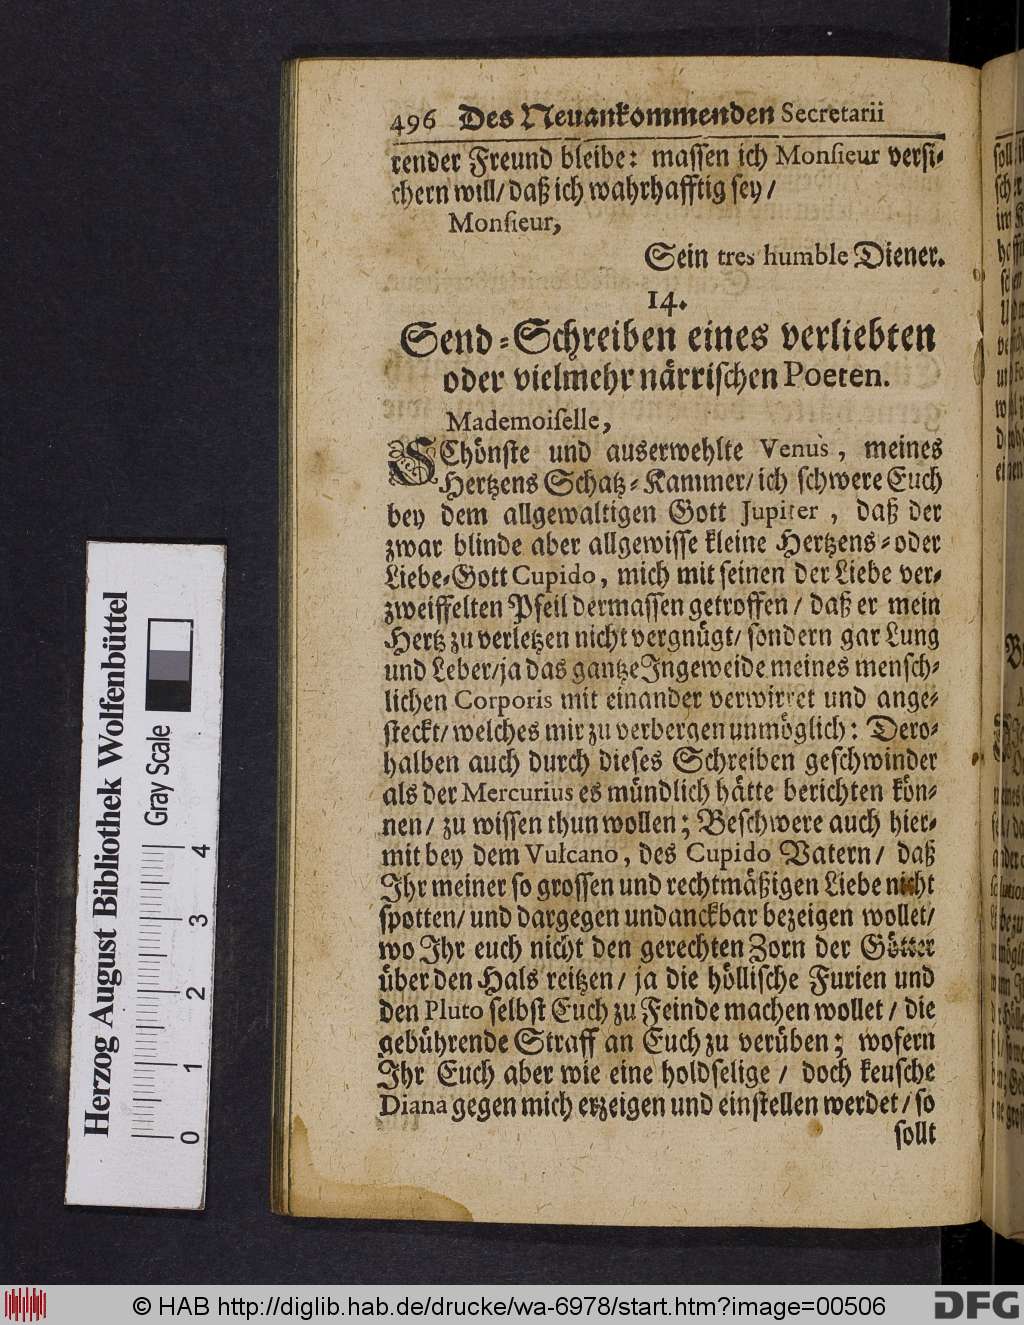 496 Des Neuankommenden Secretarii
render Freund bleibe: massen ich Monſieur verſi⸗
chern will/ daß ich wahrhafftig ſey/
Monſieur,
Sein tres humble Diener.
14.
Send⸗Schreiben eines verliebten
oder vielmehr närriſchen Poeten.
Mademoiſelle,
SChönſte und auserwehlte Venus, meines
Hertzens Schatz⸗Kammer/ ich ſchwere Euch
bey dem allgewaltigen Gott Jupiter, daß der
zwar blinde aber allgewiſſe kleine Hertzens⸗ oder
Liebe⸗Gott Cupido, mich mit ſeinen der Liebe ver⸗
zweiffelten Pfeil dermaſſen getroffen/ daß er mein
Hertz zu verletzen nicht vergnügt/ ſondern gar Lung
und Leber/ ja das gantze Ingeweide meines menſch⸗
lichen Corporis mit einander verwirret und ange⸗
ſteckt/ welches mir zu verbergen unmöglich: Dero⸗
halben auch durch dieſes Schreiben geſchwinder
als der Mercurius es mündlich hätte berichten kön⸗
nen/ zu wiſſen thun wollen; Beſchwere auch hier⸗
mit bey dem Vulcano, des Cupido Vatern/ daß
Ihr meiner ſo groſſen und rechtmäßigen Liebe nicht
ſpotten/ und dargegen undanckbar bezeigen wollet/
wo Ihr euch nicht den gerechten Zorn der Götter
über den Hals reitzen/ ja die hölliſche Furien und
den Pluto ſelbſt Euch zu Feinde machen wollet/ die
gebührende Straff an Euch zu verüben; wofern
Ihr Euch aber wie eine holdſelige/ doch keuſche
Diana gegen mich erzeigen und einſtellen werdet/ ſo
ſollt
Herzog August Bibliothek Wolfenbüttel
Gray Scale
0 1 2 3 4
© HAB http://diglib.hab.de/drucke/wa-6978/start.htm?image=00506
DFG